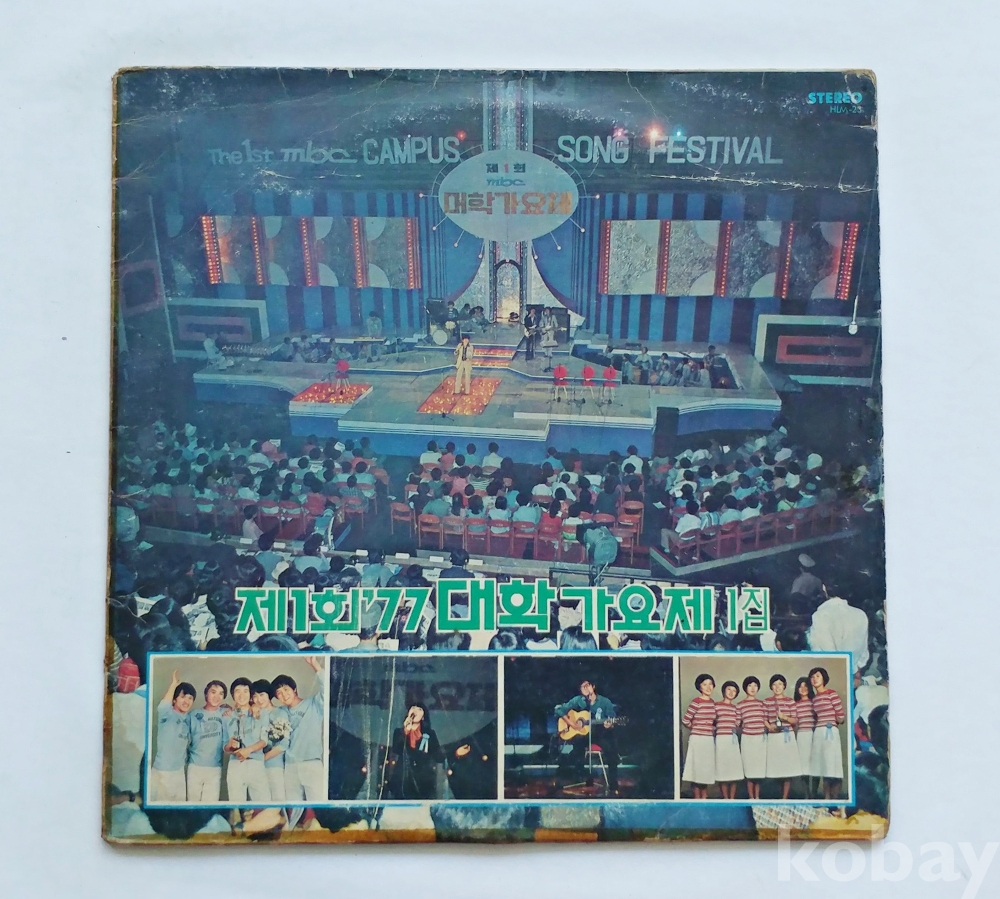 STEREO
The 1st mbc CAMPUS SONG FESTIVAL
제1회
mbc
대학가요제
제1회 '77 대학가요제 1집
kobay